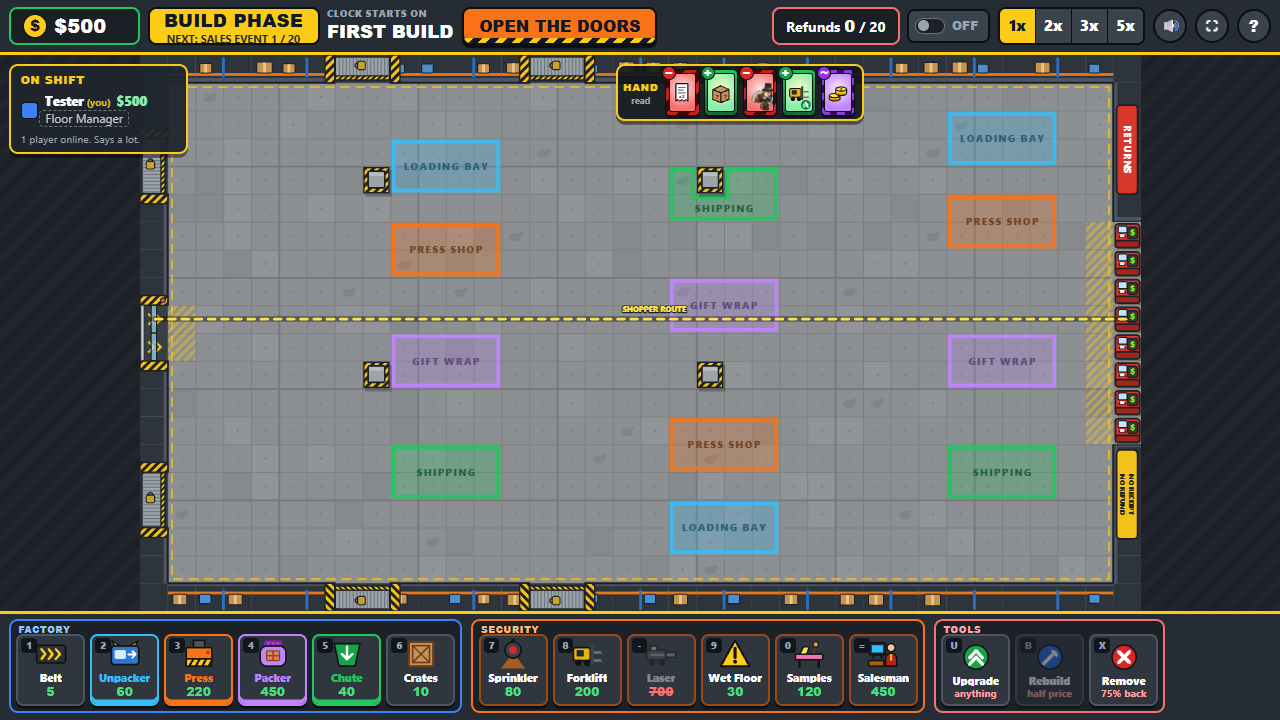 $500
BUILD PHASE
NEXT: SALES EVENT 1 / 20
CLOCK STARTS ON
FIRST BUILD
OPEN THE DOORS
Refunds 0 / 20
OFF
1x
2x
3x
5x
?
ON SHIFT
Tester (you) $500
Floor Manager
1 player online. Says a lot.
HAND
read
LOADING BAY
LOADING BAY
SHIPPING
PRESS SHOP
PRESS SHOP
GIFT WRAP
SHOPPER ROUTE
GIFT WRAP
GIFT WRAP
PRESS SHOP
SHIPPING
SHIPPING
LOADING BAY
RETURNS
NO RECEIPT
NO REFUND
FACTORY
1
Belt
5
2
Unpacker
60
3
Press
220
4
Packer
450
5
Chute
40
6
Crates
10
SECURITY
7
Sprinkler
80
8
Forklift
200
-
Laser
700
9
Wet Floor
30
0
Samples
120
=
Salesman
450
TOOLS
U
Upgrade
anything
B
Rebuild
half price
X
Remove
75% back